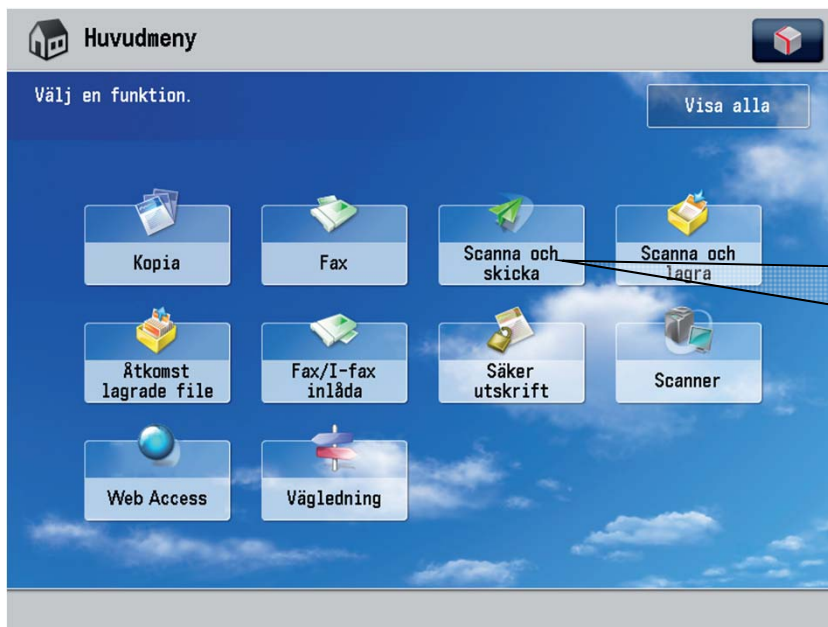 Huvudmeny
Välj en funktion.
Visa alla
Kopia
Fax
Scanna och
skicka
Scanna och
lagra
Åtkomst
lagrade file
Fax/I-fax
inlåda
Säker
utskrift
Scanner
Web Access
Vägledning